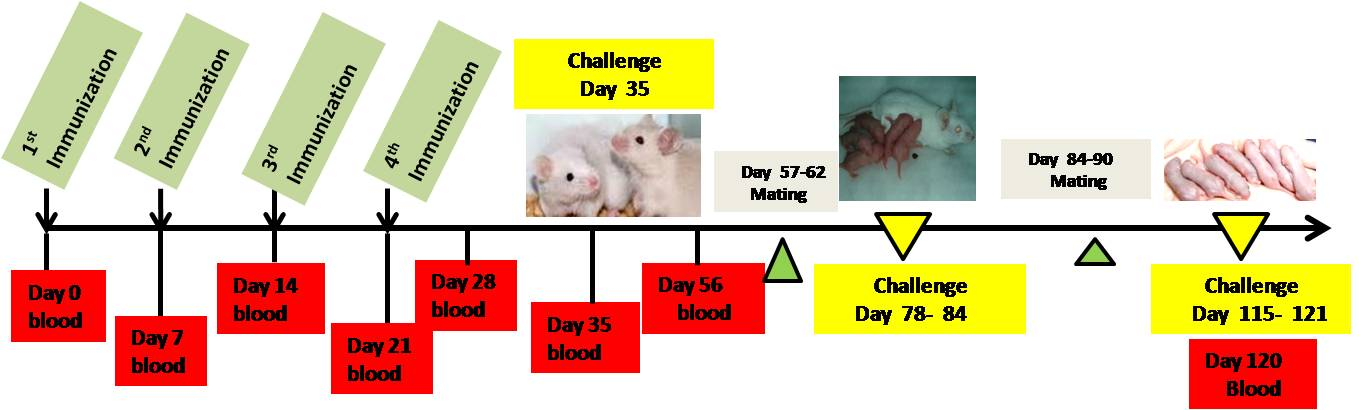 1st
Immunization
2nd
Immunization
3rd
Immunization
4th
Immunization
Challenge
Day 35
Day 57-62
Mating
Day 84-90
Mating
Day 0
blood
Day 7
blood
Day 14
blood
Day 21
blood
Day 28
blood
Day 35
blood
Day 56
blood
Challenge
Day 78- 84
Challenge
Day 115- 121
Day 120
Blood